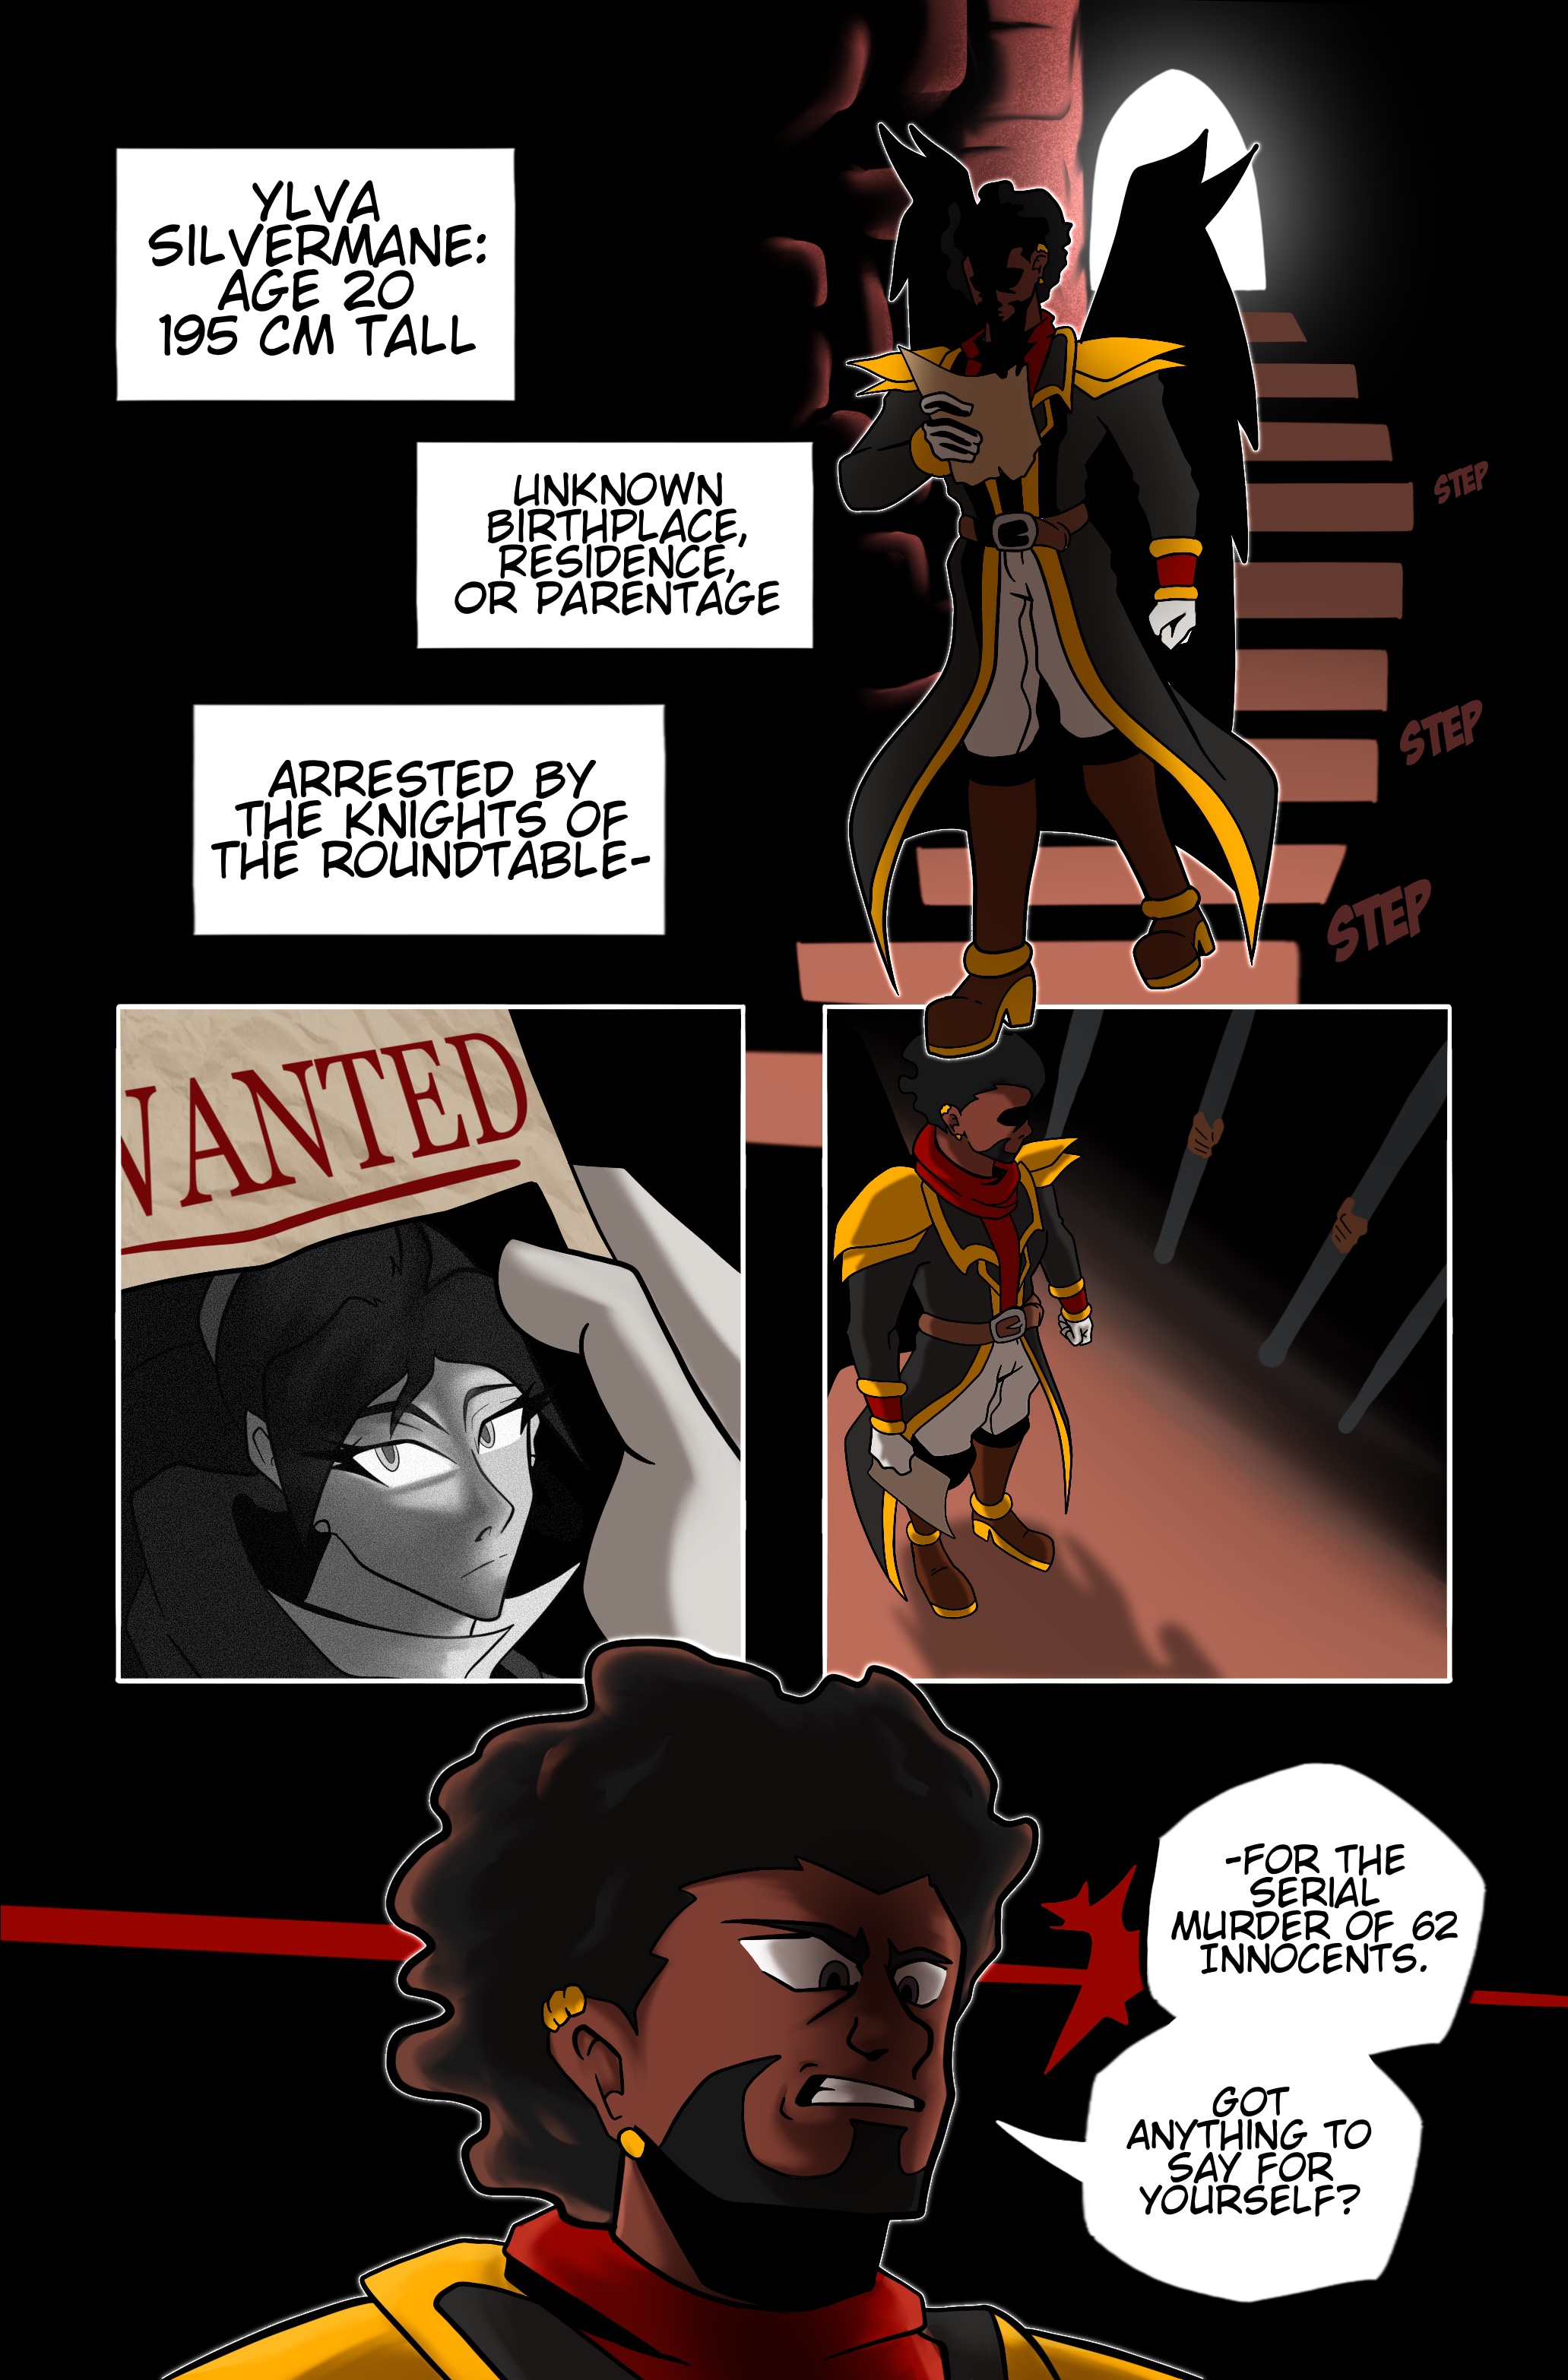 YLVA
SILVERMANE:
AGE 20
195 CM TALL
UNKNOWN
BIRTHPLACE,
RESIDENCE,
OR PARENTAGE
STEP
STEP
ARRESTED BY
THE KNIGHTS OF
THE ROUNDTABLE-
STEP
WANTED
-FOR THE
SERIAL
MURDER OF 62
INNOCENTS.
GOT
ANYTHING TO
SAY FOR
YOURSELF?